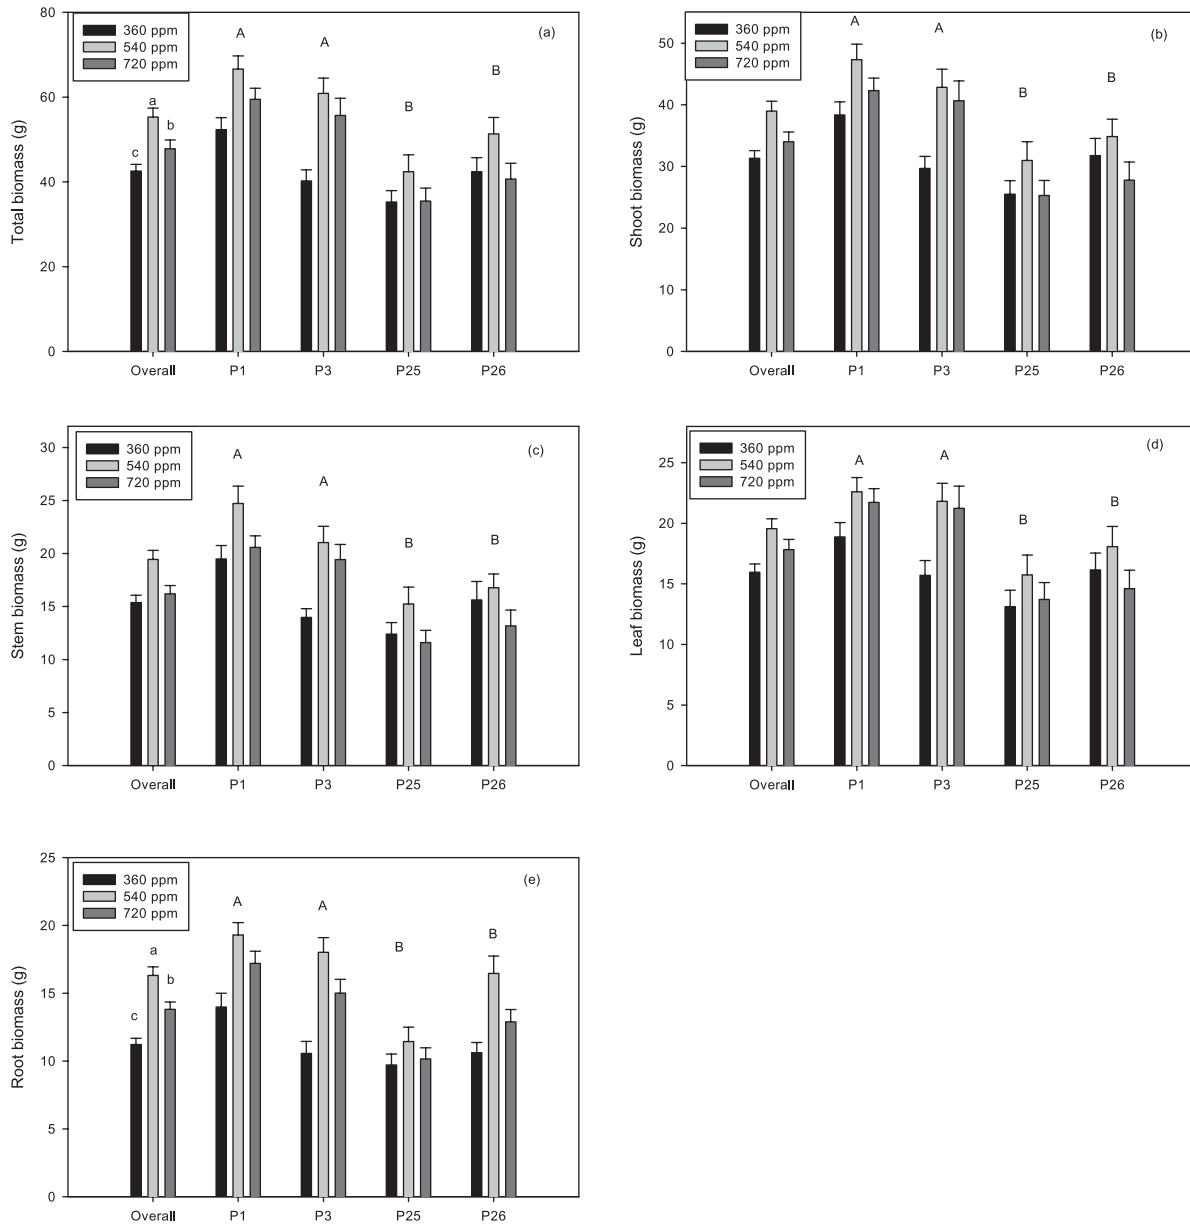 80
60
40
20
0
Total biomass (g)
360 ppm
540 ppm
720 ppm
(a)
c
a
b
A
A
B
B
Overall P1 P3 P25 P26
50
40
30
20
10
0
Shoot biomass (g)
360 ppm
540 ppm
720 ppm
(b)
A
A
B
B
Overall P1 P3 P25 P26
30
25
20
15
10
5
0
Stem biomass (g)
360 ppm
540 ppm
720 ppm
(c)
A
A
B
B
Overall P1 P3 P25 P26
25
20
15
10
5
0
Leaf biomass (g)
360 ppm
540 ppm
720 ppm
(d)
A
A
B
B
Overall P1 P3 P25 P26
25
20
15
10
5
0
Root biomass (g)
360 ppm
540 ppm
720 ppm
(e)
c
a
b
A
A
B
B
Overall P1 P3 P25 P26